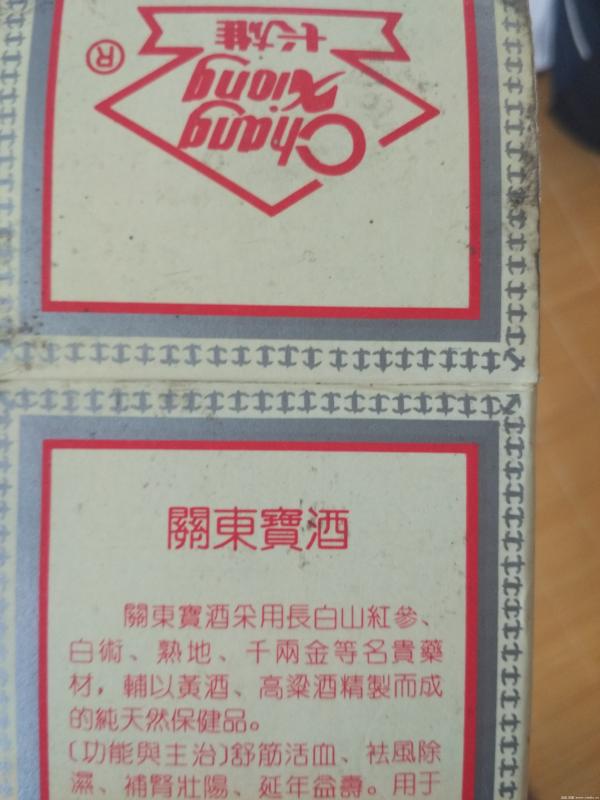 长雄
Chang
Xiong
®
關東寶酒
關東寶酒采用長白山紅參、
白術、熟地、千兩金等名貴藥
材，輔以黃酒、高粱酒精製而成
的純天然保健品。
〔功能與主治〕舒筋活血、祛風除
濕、補腎壯陽、延年益壽。用于